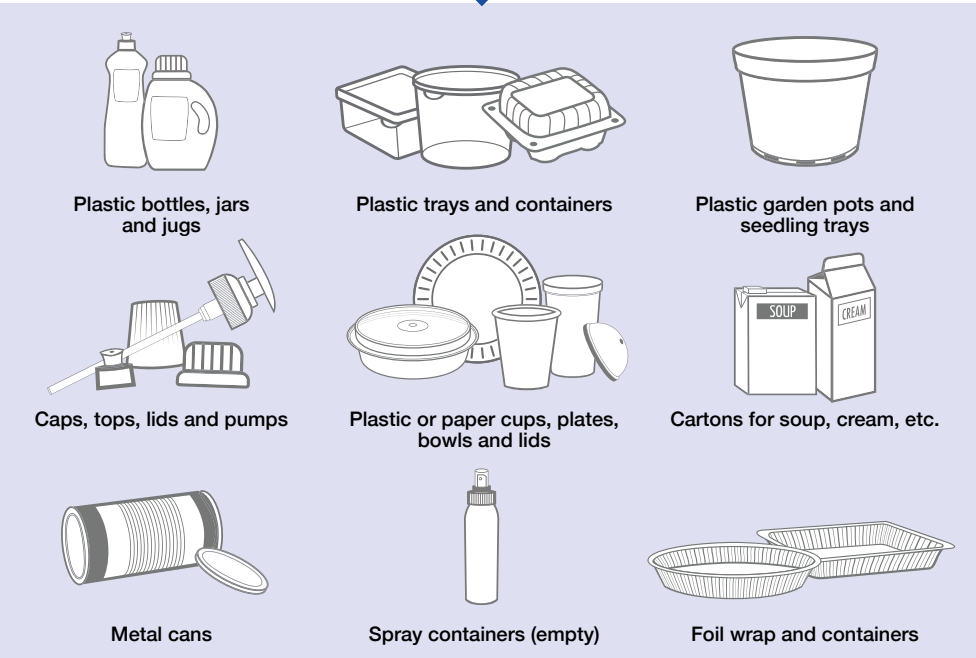 Plastic bottles, jars
and jugs
Plastic trays and containers
Plastic garden pots and
seedling trays
SOUP
CREAM
Caps, tops, lids and pumps
Plastic or paper cups, plates,
bowls and lids
Cartons for soup, cream, etc.
Metal cans
Spray containers (empty)
Foil wrap and containers